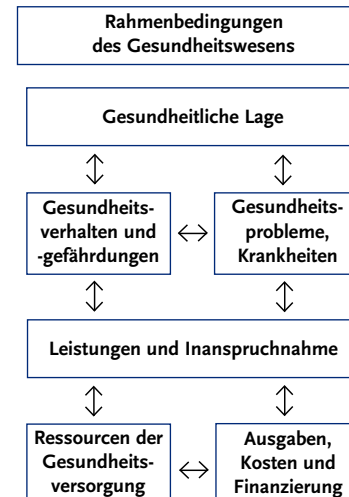 Rahmenbedingungen
des Gesundheitswesens
Gesundheitliche Lage
Gesundheits-
verhalten und
-gefährdungen
Gesundheits-
probleme,
Krankheiten
Leistungen und Inanspruchnahme
Ressourcen der
Gesundheits-
versorgung
Ausgaben,
Kosten und
Finanzierung